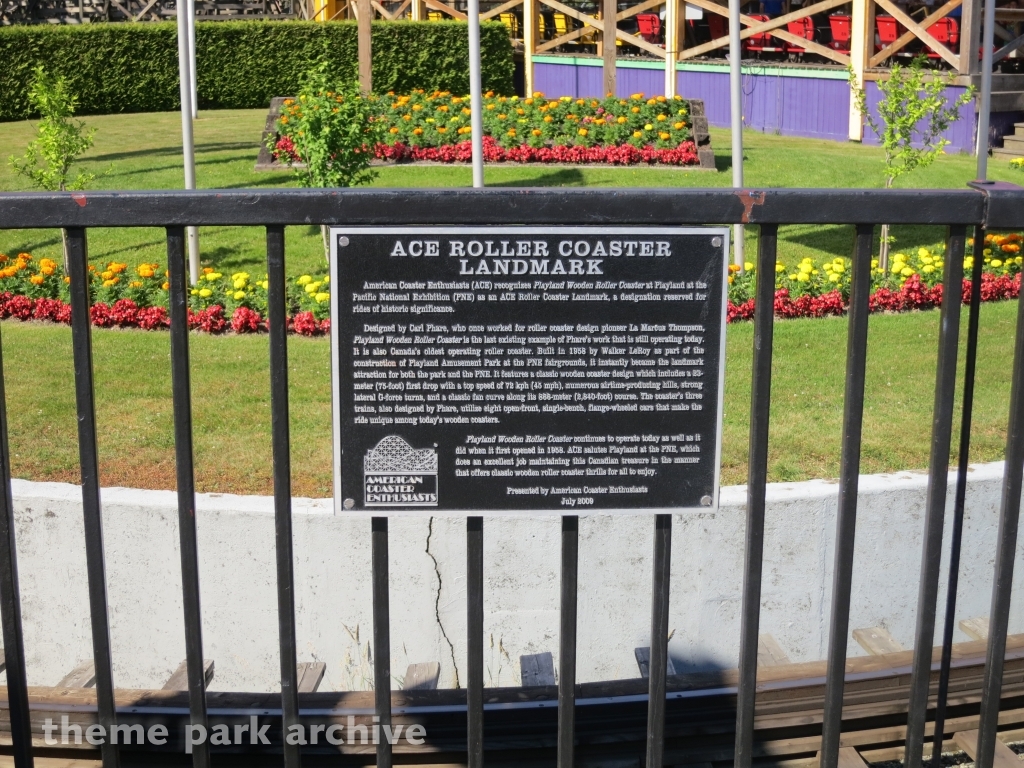 ACE ROLLER COASTER
LANDMARK
American Coaster Enthusiasts (ACE) recognizes Playland Wooden Roller Coaster at Playland at the
Pacific National Exhibition (PNE) as an ACE Roller Coaster Landmark, a designation reserved for
rides of historic significance.
Designed by Carl Phare, who once worked for roller coaster design pioneer La Marcus Thompson,
Playland Wooden Roller Coaster is the last existing example of Phare's work that is still operating today.
It is also Canada's oldest operating roller coaster. Built in 1958 by Walker LeRoy as part of the
construction of Playland Amusement Park at the PNE fairgrounds, it instantly became the landmark
attraction for both the park and the PNE. It features a classic wooden coaster design which includes a 23-
meter (75-foot) first drop with a top speed of 72 kph (45 mph), numerous airtime-producing hills, strong
lateral G-force turns, and a classic fan curve along its 866-meter (2,840-foot) course. The coaster's three
trains, also designed by Phare, utilize eight open-front, single-bench, flange-wheeled cars that make the
ride unique among today's wooden coasters.
Playland Wooden Roller Coaster continues to operate today as well as it
did when it first opened in 1958. ACE salutes Playland at the PNE, which
does an excellent job maintaining this Canadian treasure in the manner
that offers classic wooden roller coaster thrills for all to enjoy.
AMERICAN
COASTER
ENTHUSIASTS
Presented by American Coaster Enthusiasts
July 2009
theme park archive